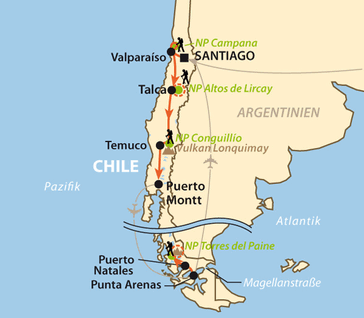 NP Campana
Valparaíso
SANTIAGO
Talca
NP Altos de Lircay
ARGENTINIEN
Temuco
NP Conguillio
Vulkan Lonquimay
CHILE
Pazifik
Puerto
Montt
Atlantik
NP Torres del Paine
Puerto
Natales
Magellanstraße
Punta Arenas